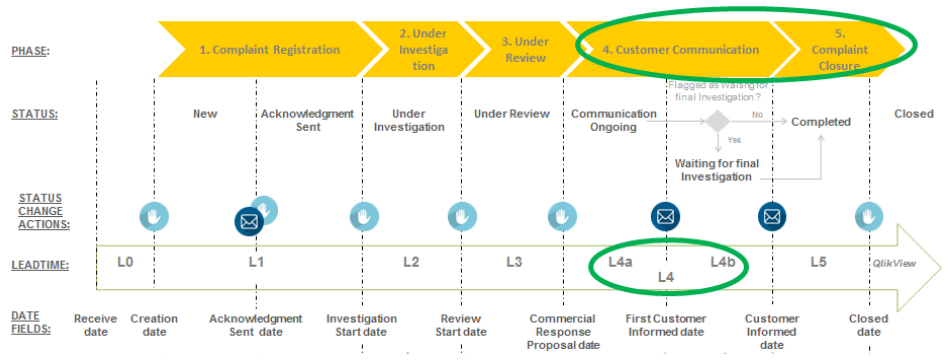 PHASE:
1. Complaint Registration
2. Under
Investiga
tion
3. Under
Review
4. Customer Communication
5.
Complaint
Closure
Flagged as Waiting for
final Investigation?
STATUS:
New
Acknowledgment
Sent
Under
Investigation
Under Review
Communication
Ongoing
No
Completed
Closed
Yes
Waiting for final
Investigation
STATUS
CHANGE
ACTIONS:
LEADTIME:
L0
L1
L2
L3
L4a
L4
L4b
L5
QlikView
DATE
FIELDS:
Receive
date
Creation
date
Acknowledgment
Sent date
Investigation
Start date
Review
Start date
Commercial
Response
Proposal date
First Customer
Informed date
Customer
Informed
date
Closed
date